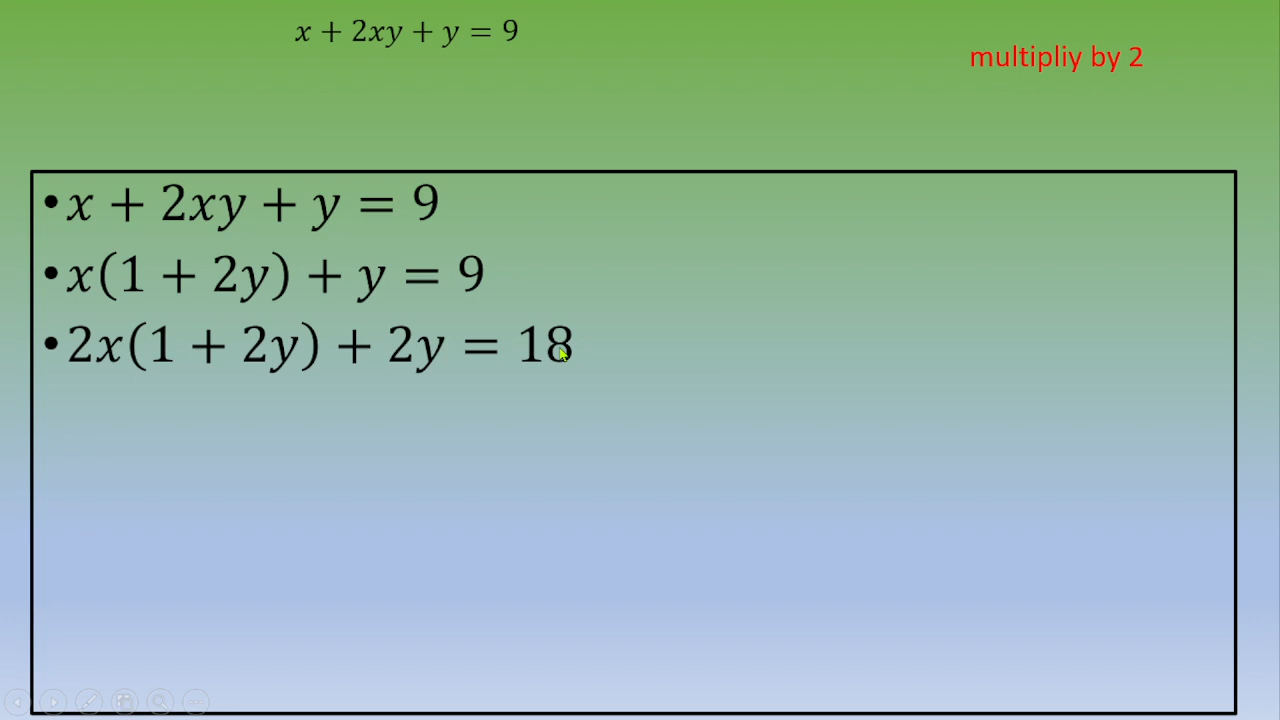 x + 2xy + y = 9
multipliy by 2
•x + 2xy + y = 9
•x(1 + 2y) + y = 9
•2x(1 + 2y) + 2y = 18